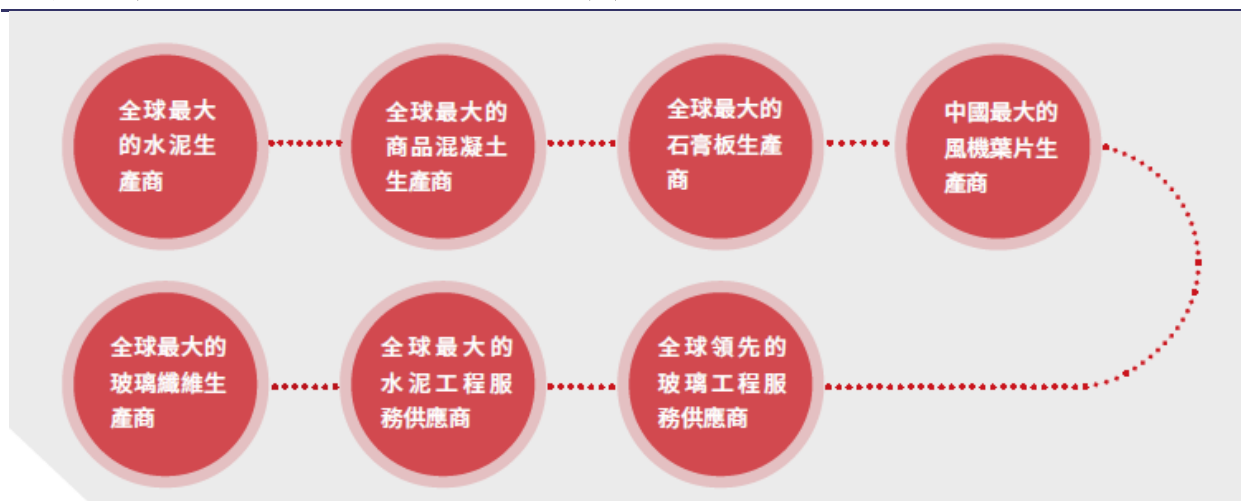 全球最大
的水泥生
產商
全球最大的
商品混凝土
生產商
全球最大的
石膏板生產
商
中國最大的
風機葉片生
產商
全球最大的
玻璃纖維生
產商
全球最大的
水泥工程服
務供應商
全球領先的
玻璃工程服
務供應商